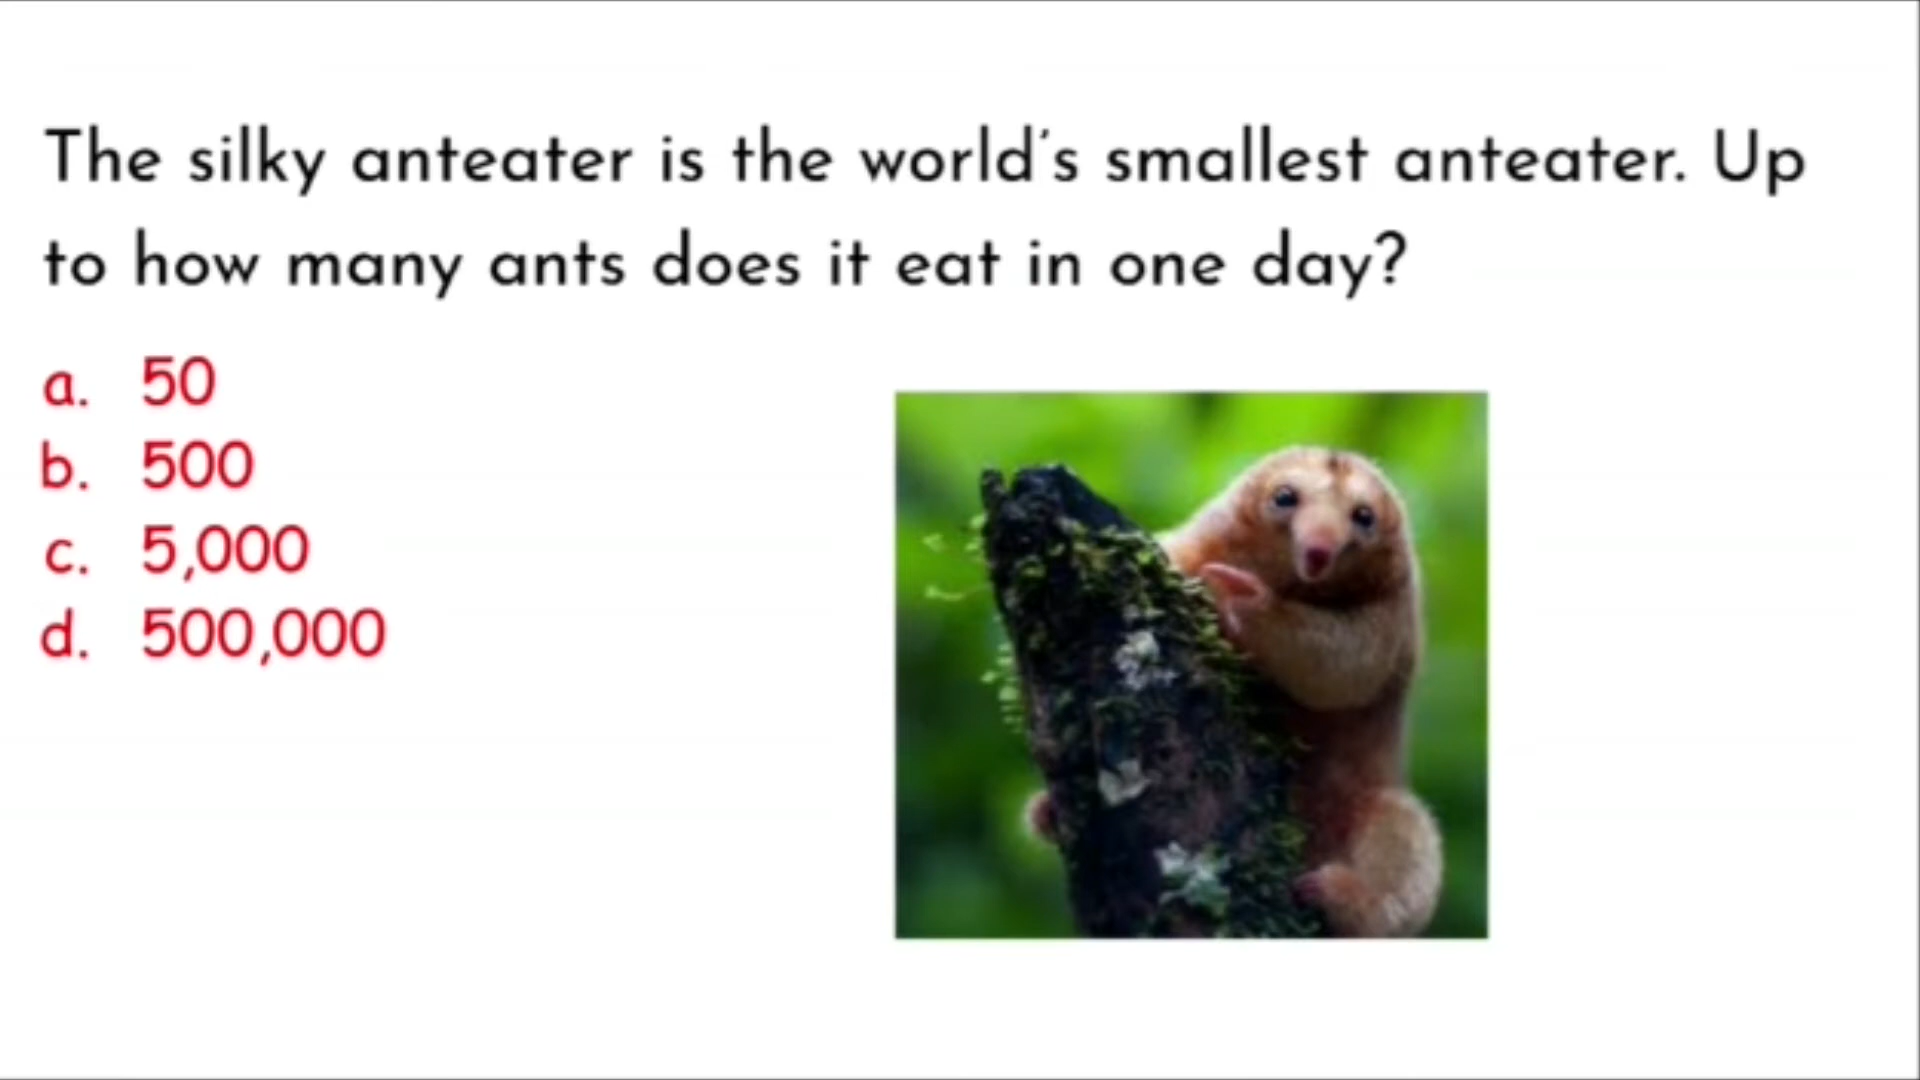 The silky anteater is the world's smallest anteater. Up
to how many ants does it eat in one day?
a. 50
b. 500
c. 5,000
d. 500,000